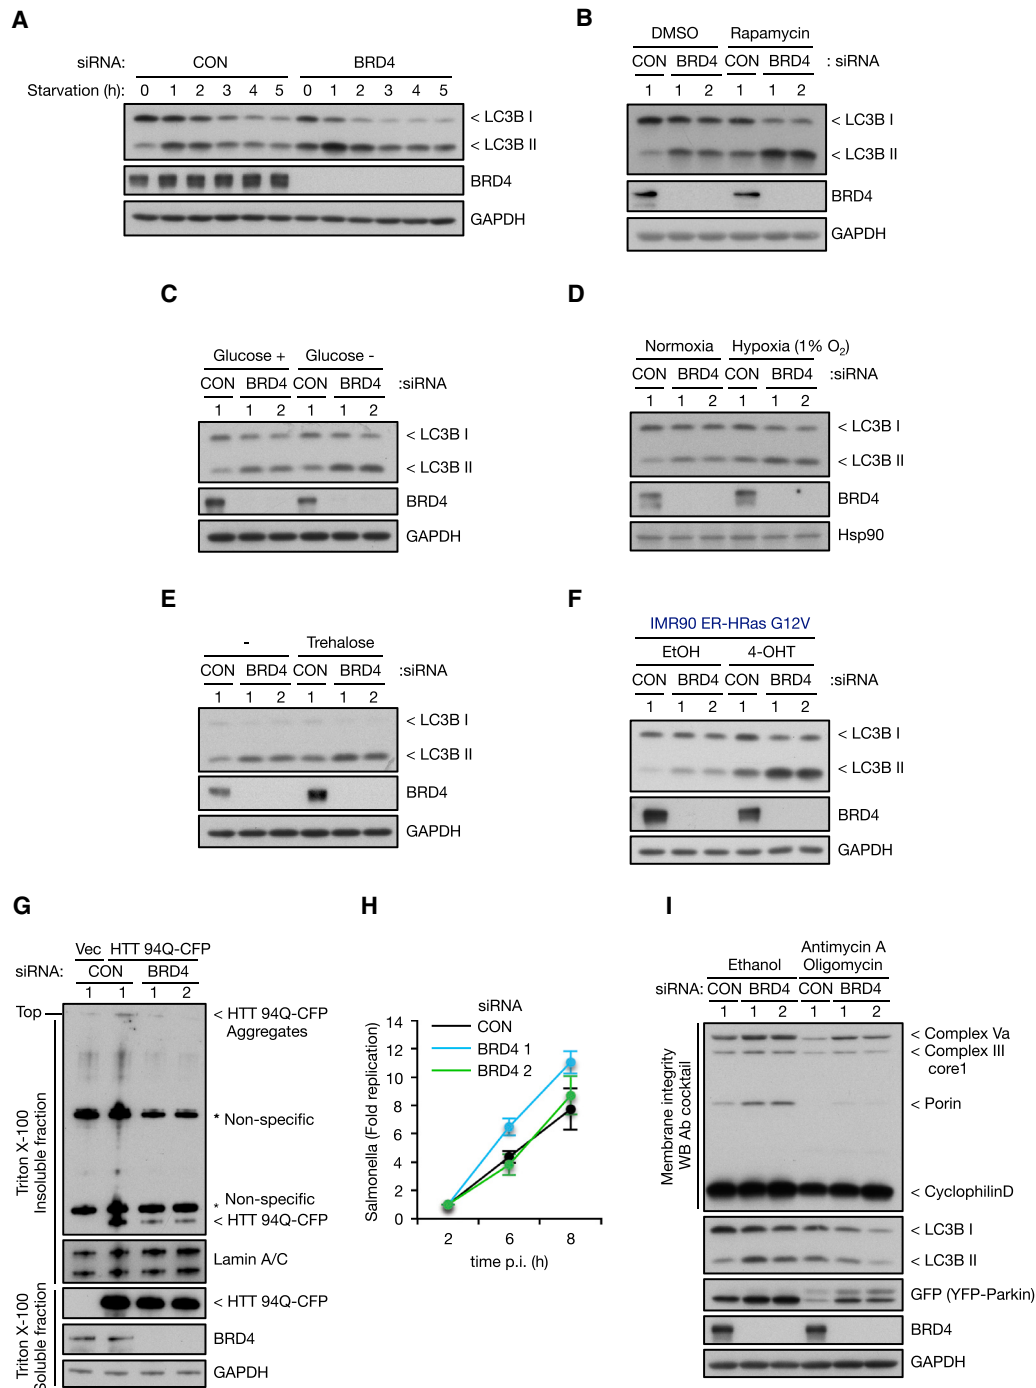 A
siRNA: CON BRD4
Starvation (h): 0 1 2 3 4 5 0 1 2 3 4 5
< LC3B I
< LC3B II
BRD4
GAPDH
B
DMSO Rapamycin
CON BRD4 CON BRD4 : siRNA
1 1 2 1 1 2
< LC3B I
< LC3B II
BRD4
GAPDH
C
Glucose + Glucose -
CON BRD4 CON BRD4 :siRNA
1 1 2 1 1 2
< LC3B I
< LC3B II
BRD4
GAPDH
D
Normoxia Hypoxia (1% O₂)
CON BRD4 CON BRD4 :siRNA
1 1 2 1 1 2
< LC3B I
< LC3B II
BRD4
Hsp90
E
- Trehalose
CON BRD4 CON BRD4 :siRNA
1 1 2 1 1 2
< LC3B I
< LC3B II
BRD4
GAPDH
F
IMR90 ER-HRas G12V
EtOH 4-OHT
CON BRD4 CON BRD4 :siRNA
1 1 2 1 1 2
< LC3B I
< LC3B II
BRD4
GAPDH
G
Vec HTT 94Q-CFP
siRNA: CON BRD4
1 1 1 2
Top
< HTT 94Q-CFP
Aggregates
* Non-specific
Non-specific
*
< HTT 94Q-CFP
Lamin A/C
< HTT 94Q-CFP
BRD4
GAPDH
Triton X-100
Insoluble fraction
Triton X-100
Soluble fraction
H
siRNA
CON
BRD4 1
BRD4 2
Salmonella (Fold replication)
14
12
10
8
6
4
2
0
2 6 8
time p.i. (h)
I
Antimycin A
Ethanol Oligomycin
siRNA: CON BRD4 CON BRD4
1 1 2 1 1 2
Membrane integrity
WB Ab cocktail
< Complex Va
< Complex III
core1
< Porin
< CyclophilinD
< LC3B I
< LC3B II
GFP (YFP-Parkin)
BRD4
GAPDH